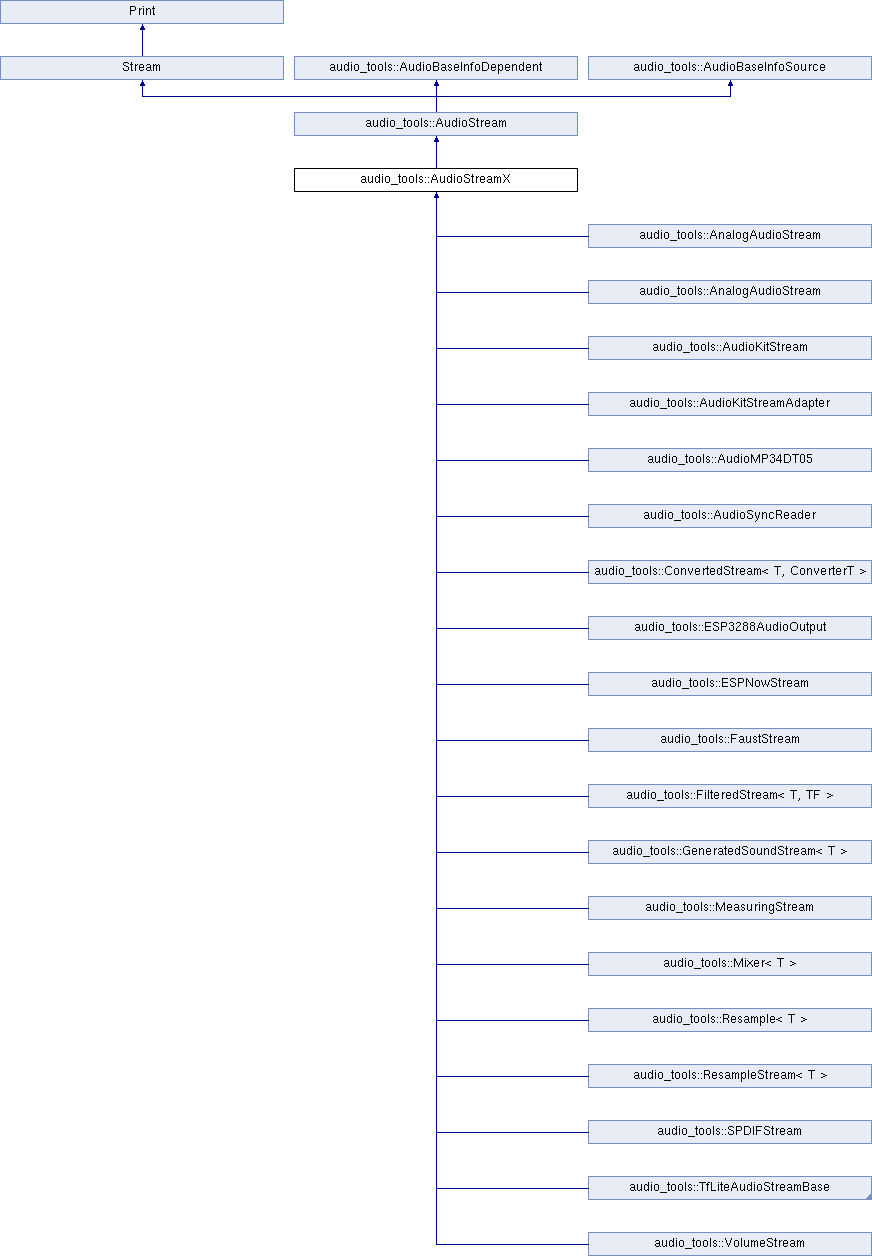 Print
Stream
audio_tools::AudioBaseInfoDependent
audio_tools::AudioBaseInfoSource
audio_tools::AudioStream
audio_tools::AudioStreamX
audio_tools::AnalogAudioStream
audio_tools::AnalogAudioStream
audio_tools::AudioKitStream
audio_tools::AudioKitStreamAdapter
audio_tools::AudioMP34DT05
audio_tools::AudioSyncReader
audio_tools::ConvertedStream< T, ConverterT >
audio_tools::ESP3288AudioOutput
audio_tools::ESPNowStream
audio_tools::FaustStream
audio_tools::FilteredStream< T, TF >
audio_tools::GeneratedSoundStream< T >
audio_tools::MeasuringStream
audio_tools::Mixer< T >
audio_tools::Resample< T >
audio_tools::ResampleStream< T >
audio_tools::SPDIFStream
audio_tools::TfLiteAudioStreamBase
audio_tools::VolumeStream